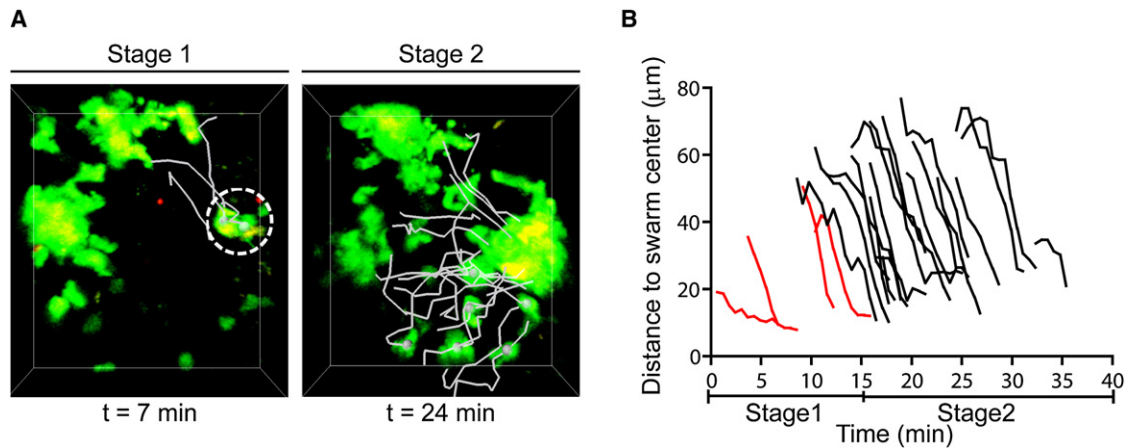 A
Stage 1
Stage 2
t = 7 min
t = 24 min
B
Distance to swarm center (μm)
80
60
40
20
0
0 5 10 15 20 25 30 35 40
Stage1 Stage2
Time (min)